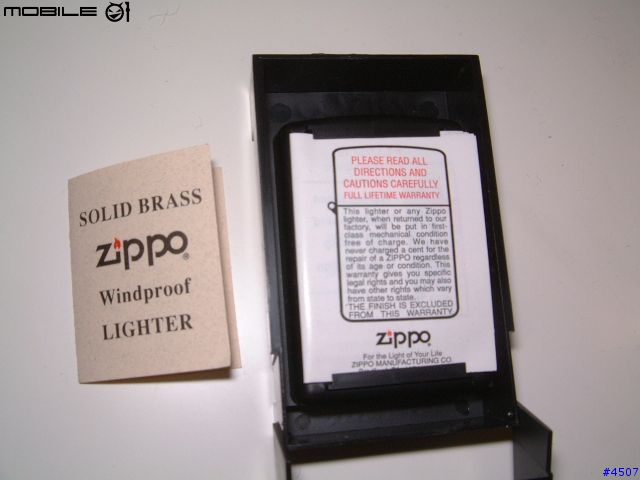 MOBILE 01
SOLID BRASS
Zippo®
Windproof
LIGHTER
PLEASE READ ALL
DIRECTIONS AND
CAUTIONS CAREFULLY
FULL LIFETIME WARRANTY
This lighter or any Zippo
lighter, when returned to our
factory, will be put in first-
class mechanical condition
free of charge. We have
never charged a cent for the
repair of a ZIPPO regardless
of its age or condition. This
warranty gives you specific
legal rights and you may also
have other rights which vary
from state to state.
*THE FINISH IS EXCLUDED
FROM THIS WARRANTY
Zippo®
For the Light of Your Life
ZIPPO MANUFACTURING CO
#4507